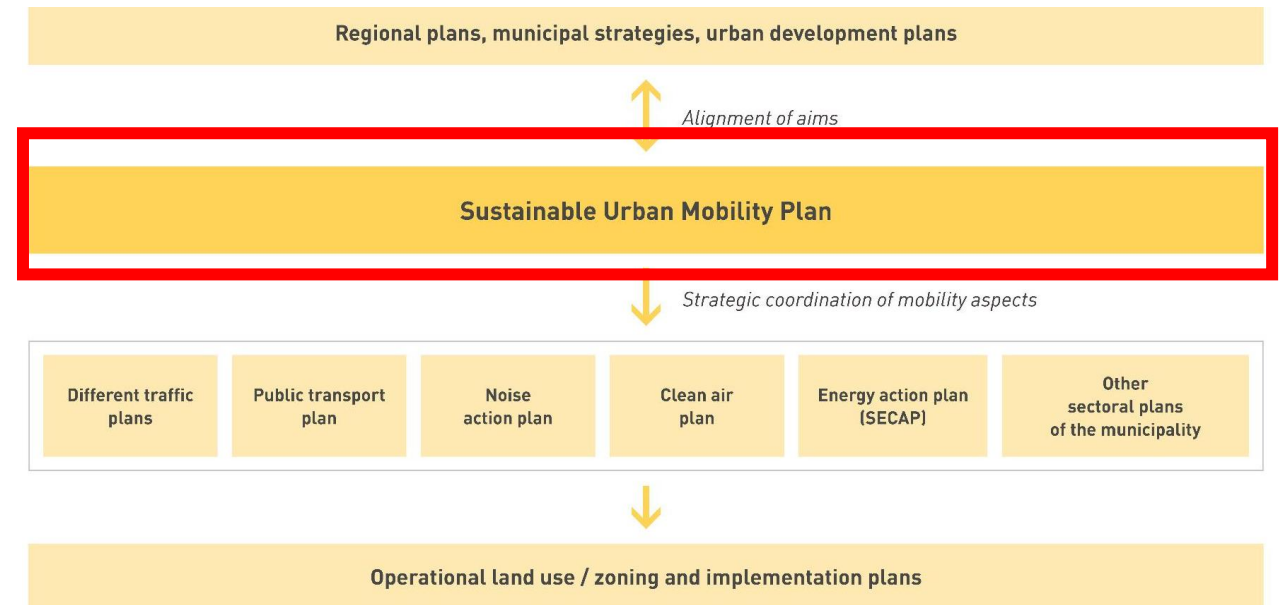 Regional plans, municipal strategies, urban development plans
Alignment of aims
Sustainable Urban Mobility Plan
Strategic coordination of mobility aspects
Different traffic
plans
Public transport
plan
Noise
action plan
Clean air
plan
Energy action plan
(SECAP)
Other
sectoral plans
of the municipality
Operational land use / zoning and implementation plans